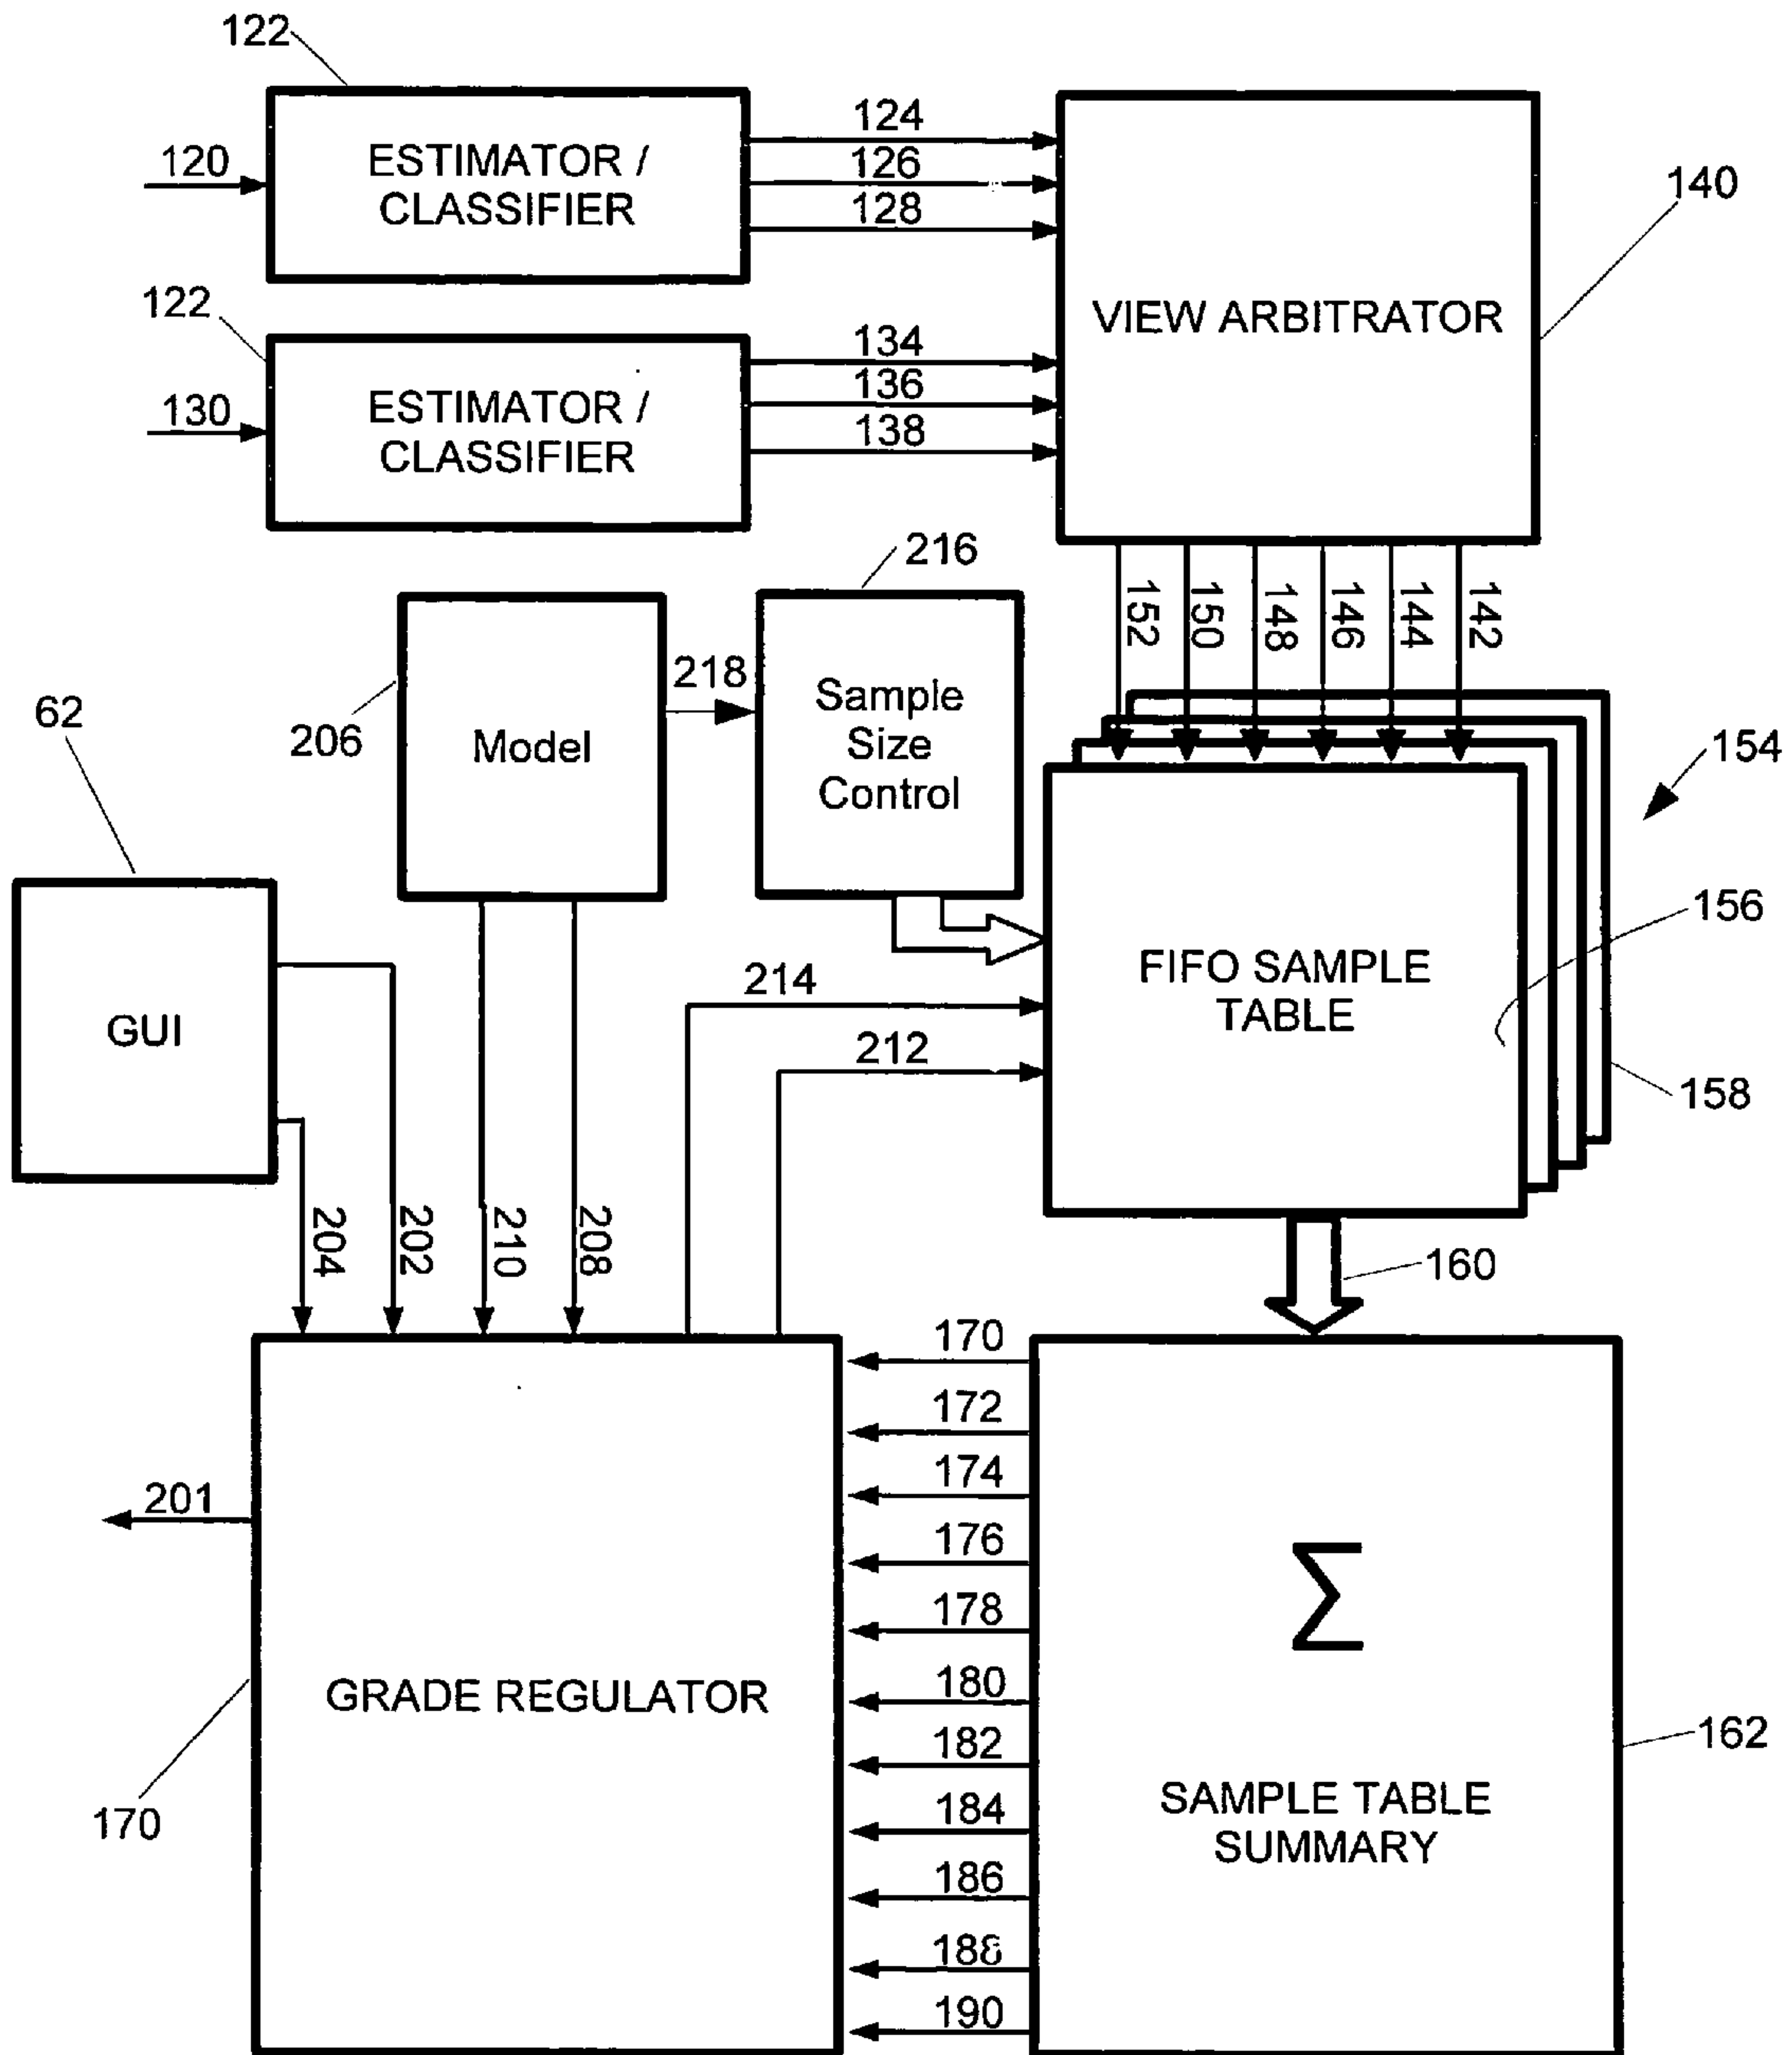 122
120
ESTIMATOR /
CLASSIFIER
124
126
128
VIEW ARBITRATOR
140
122
130
ESTIMATOR /
CLASSIFIER
134
136
138
152
150
148
146
144
142
216
206
Model
218
Sample
Size
Control
62
GUI
154
156
FIFO SAMPLE
TABLE
158
214
212
204
202
210
208
160
170
172
174
176
178
180
182
184
186
188
190
201
GRADE REGULATOR
170
Σ
SAMPLE TABLE
SUMMARY
162